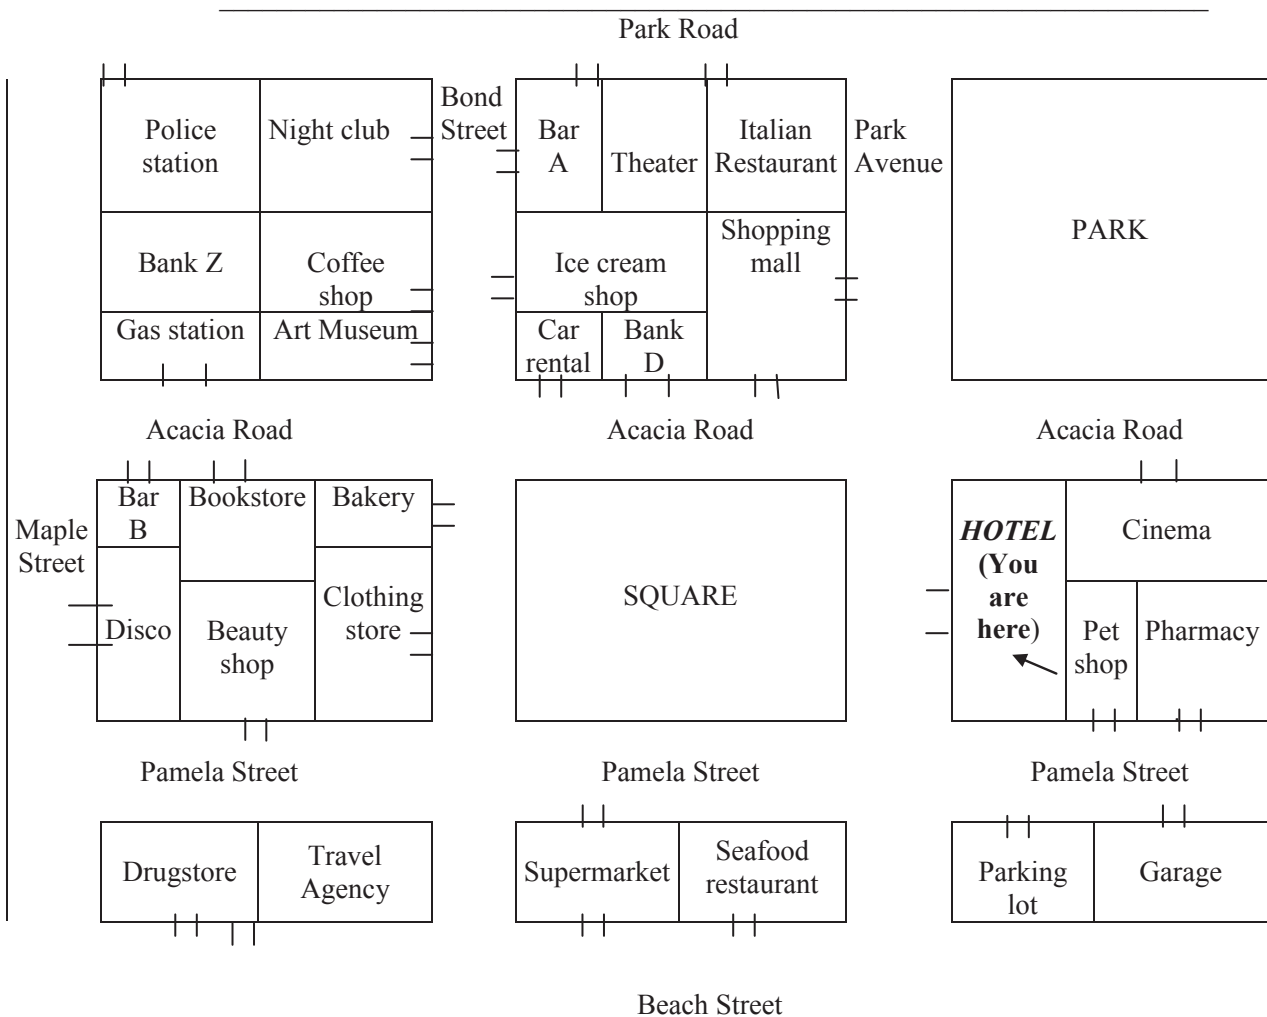 Park Road
Bond
Street
Park
Avenue
Police
station
Night club
Bar
A
Theater
Italian
Restaurant
PARK
Bank Z
Coffee
shop
Ice cream
shop
Shopping
mall
Gas station
Art Museum
Car
rental
Bank
D
Acacia Road
Acacia Road
Acacia Road
Maple
Street
Bar
B
Bookstore
Bakery
SQUARE
HOTEL
(You
are
here)
Cinema
Disco
Beauty
shop
Clothing
store
Pet
shop
Pharmacy
Pamela Street
Pamela Street
Pamela Street
Drugstore
Travel
Agency
Supermarket
Seafood
restaurant
Parking
lot
Garage
Beach Street